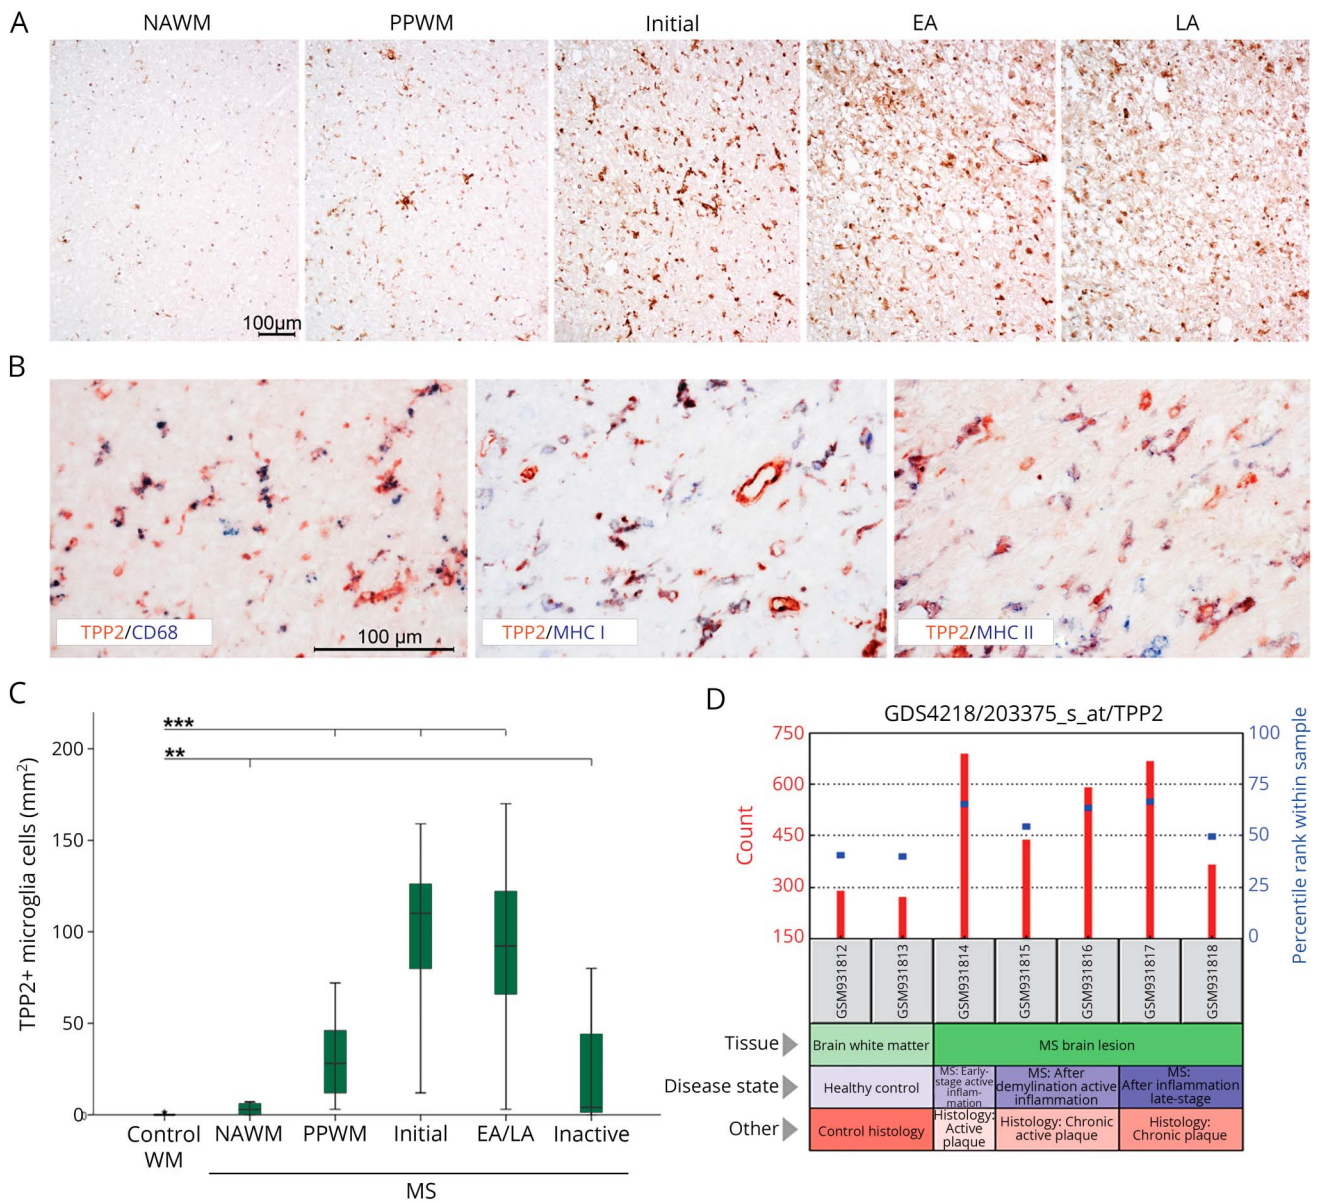 A
NAWM
PPWM
Initial
EA
LA
100µm
B
TPP2/CD68
100 µm
TPP2/MHC I
TPP2/MHC II
C
TPP2+ microglia cells (mm²)
***
**
200
150
100
50
0
Control WM
NAWM
PPWM
Initial
EA/LA
Inactive
MS
D
GDS4218/203375_s_at/TPP2
Count
750
600
450
300
150
100
75
50
25
0
Percentile rank within sample
GSM931812
GSM931813
GSM931814
GSM931815
GSM931816
GSM931817
GSM931818
Tissue
Brain white matter
MS brain lesion
Disease state
Healthy control
MS: Early-
stage active
inflam-
mation
MS: After
demylination active
inflammation
MS:
After inflammation
late-stage
Other
Control histology
Histology:
Active
plaque
Histology: Chronic
active plaque
Histology:
Chronic plaque